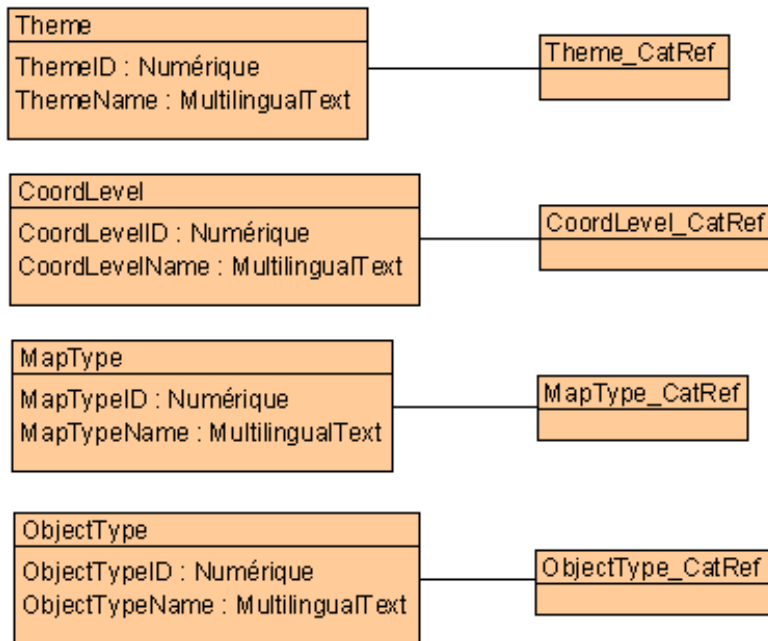 Theme
ThemeID : Numérique
ThemeName : MultilingualText
Theme_CatRef
CoordLevel
CoordLevelID : Numérique
CoordLevelName : MultilingualText
CoordLevel_CatRef
MapType
MapTypeID : Numérique
MapTypeName : MultilingualText
MapType_CatRef
ObjectType
ObjectTypeID : Numérique
ObjectTypeName : MultilingualText
ObjectType_CatRef